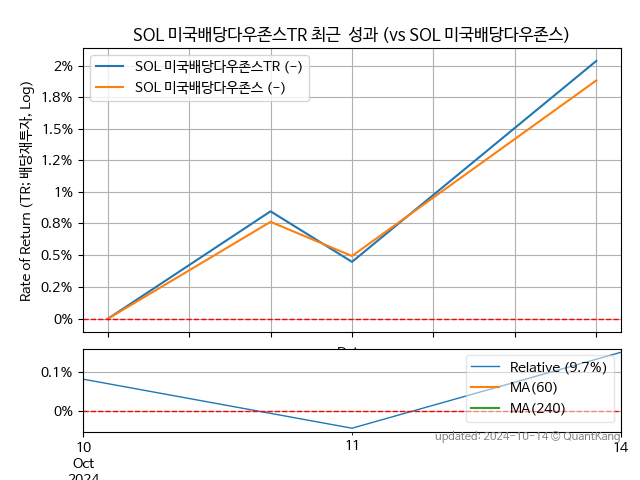 SOL 미국배당다우존스TR 최근 성과 (vs SOL 미국배당다우존스)
SOL 미국배당다우존스TR (-)
SOL 미국배당다우존스 (-)
Rate of Return (TR: 배당재투자, Log)
2%
1.8%
1.5%
1.2%
1%
0.8%
0.5%
0.2%
0%
Relative (9.7%)
MA(60)
MA(240)
0.1%
0%
updated: 2024-10-14 © QuantKang
10
11
14
Oct
2024